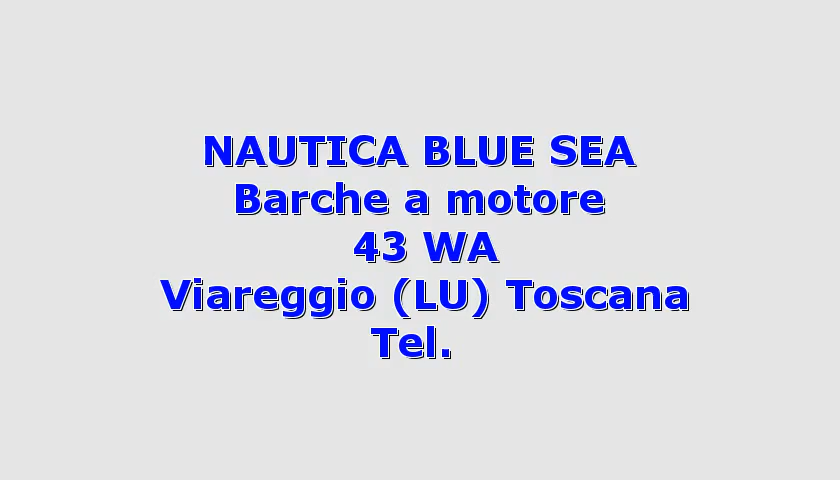 NAUTICA BLUE SEA
Barche a motore
43 WA
Viareggio (LU) Toscana
Tel.